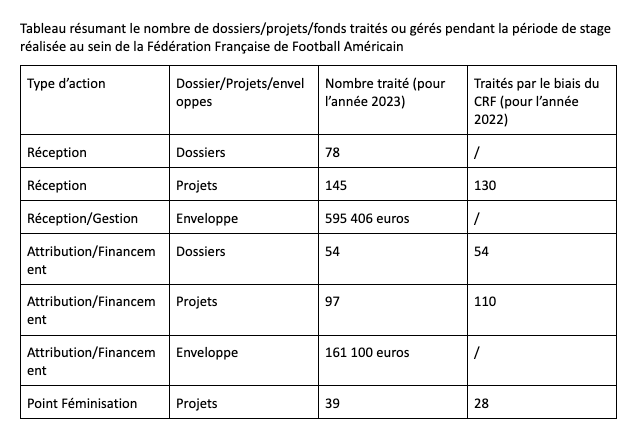 Tableau résumant le nombre de dossiers/projets/fonds traités ou gérés pendant la période de stage
réalisée au sein de la Fédération Française de Football Américain
Type d'action
Dossier/Projets/envel
oppes
Nombre traité (pour
l'année 2023)
Traités par le biais du
CRF (pour l'année
2022)
Réception
Dossiers
78
/
Réception
Projets
145
130
Réception/Gestion
Enveloppe
595 406 euros
/
Attribution/Financem
ent
Dossiers
54
54
Attribution/Financem
ent
Projets
97
110
Attribution/Financem
ent
Enveloppe
161 100 euros
/
Point Féminisation
Projets
39
28